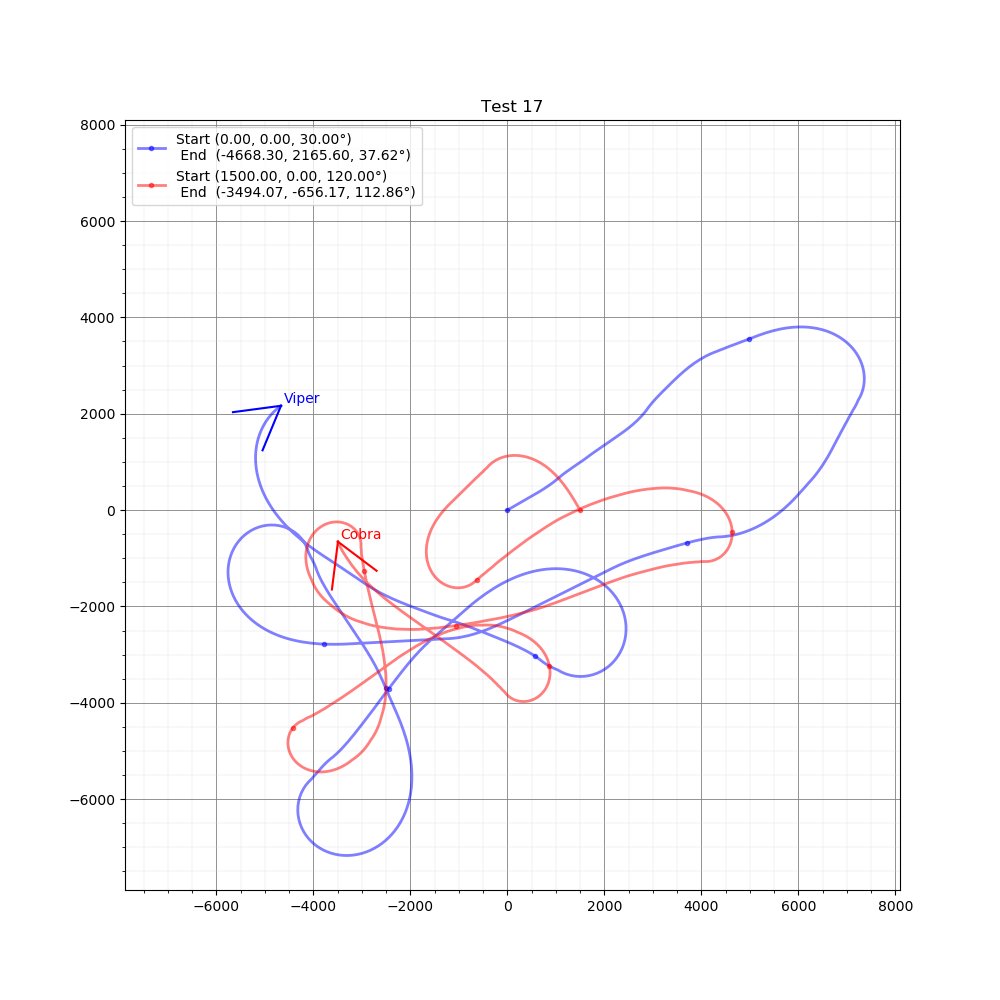 Test 17
Start (0.00, 0.00, 30.00°)
End (-4668.30, 2165.60, 37.62°)
Start (1500.00, 0.00, 120.00°)
End (-3494.07, -656.17, 112.86°)
8000
6000
4000
2000
0
−2000
−4000
−6000
Viper
Cobra
−6000 −4000 −2000 0 2000 4000 6000 8000